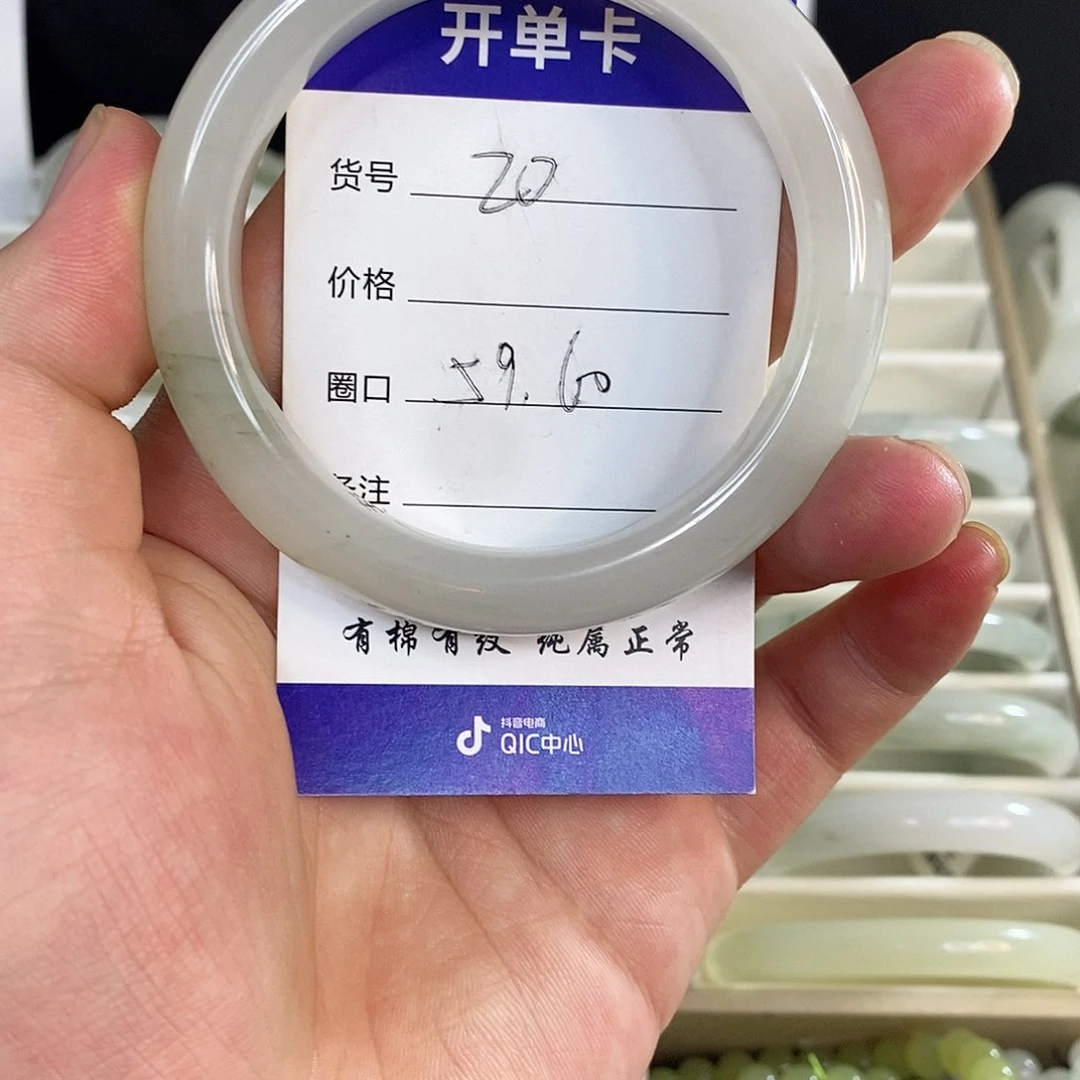 开单卡
货号 20
价格
圈口 59.60
备注
有棉有纹 纯属正常
抖音电商
QIC中心